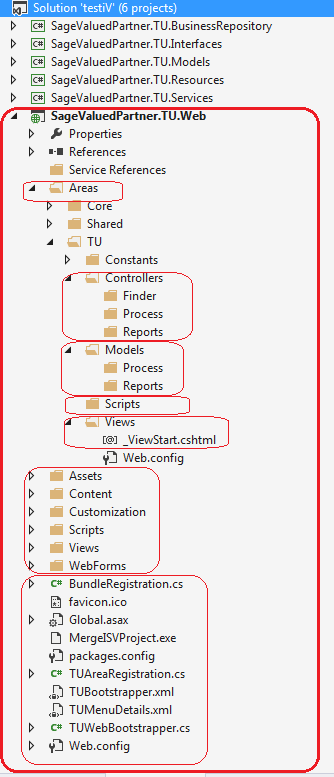 Solution 'testiV' (6 projects)
SageValuedPartner.TU.BusinessRepository
SageValuedPartner.TU.Interfaces
SageValuedPartner.TU.Models
SageValuedPartner.TU.Resources
SageValuedPartner.TU.Services
SageValuedPartner.TU.Web
Properties
References
Service References
Areas
Core
Shared
TU
Constants
Controllers
Finder
Process
Reports
Models
Process
Reports
Scripts
Views
_ViewStart.cshtml
Web.config
Assets
Content
Customization
Scripts
Views
WebForms
BundleRegistration.cs
favicon.ico
Global.asax
MergeISVProject.exe
packages.config
TUAreaRegistration.cs
TUBootstrapper.xml
TUMenuDetails.xml
TUWebBootstrapper.cs
Web.config